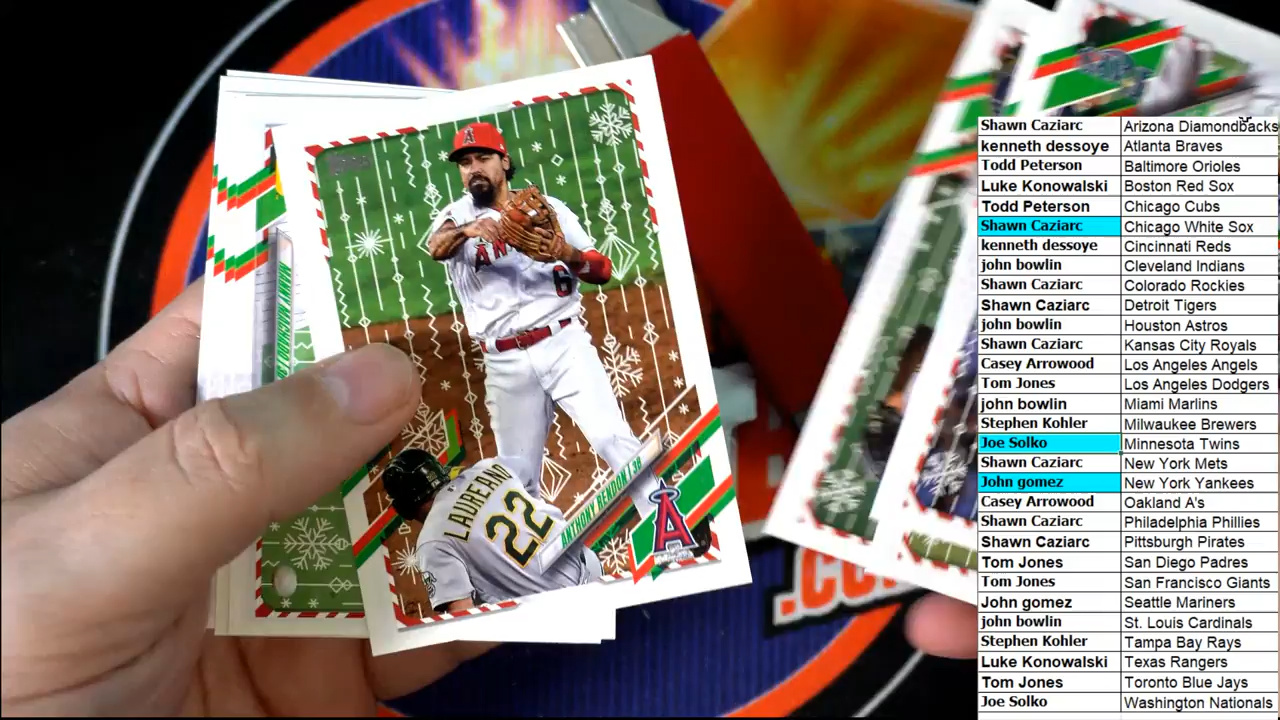 ANTHONY RENDON | 3B
LAUREANO
22
A
6
MANNY MACHADO
.CO
Shawn Caziarc Arizona Diamondbacks
kenneth dessoye Atlanta Braves
Todd Peterson Baltimore Orioles
Luke Konowalski Boston Red Sox
Todd Peterson Chicago Cubs
Shawn Caziarc Chicago White Sox
kenneth dessoye Cincinnati Reds
john bowlin Cleveland Indians
Shawn Caziarc Colorado Rockies
Shawn Caziarc Detroit Tigers
john bowlin Houston Astros
Shawn Caziarc Kansas City Royals
Casey Arrowood Los Angeles Angels
Tom Jones Los Angeles Dodgers
john bowlin Miami Marlins
Stephen Kohler Milwaukee Brewers
Joe Solko Minnesota Twins
Shawn Caziarc New York Mets
John gomez New York Yankees
Casey Arrowood Oakland A's
Shawn Caziarc Philadelphia Phillies
Shawn Caziarc Pittsburgh Pirates
Tom Jones San Diego Padres
Tom Jones San Francisco Giants
John gomez Seattle Mariners
john bowlin St. Louis Cardinals
Stephen Kohler Tampa Bay Rays
Luke Konowalski Texas Rangers
Tom Jones Toronto Blue Jays
Joe Solko Washington Nationals